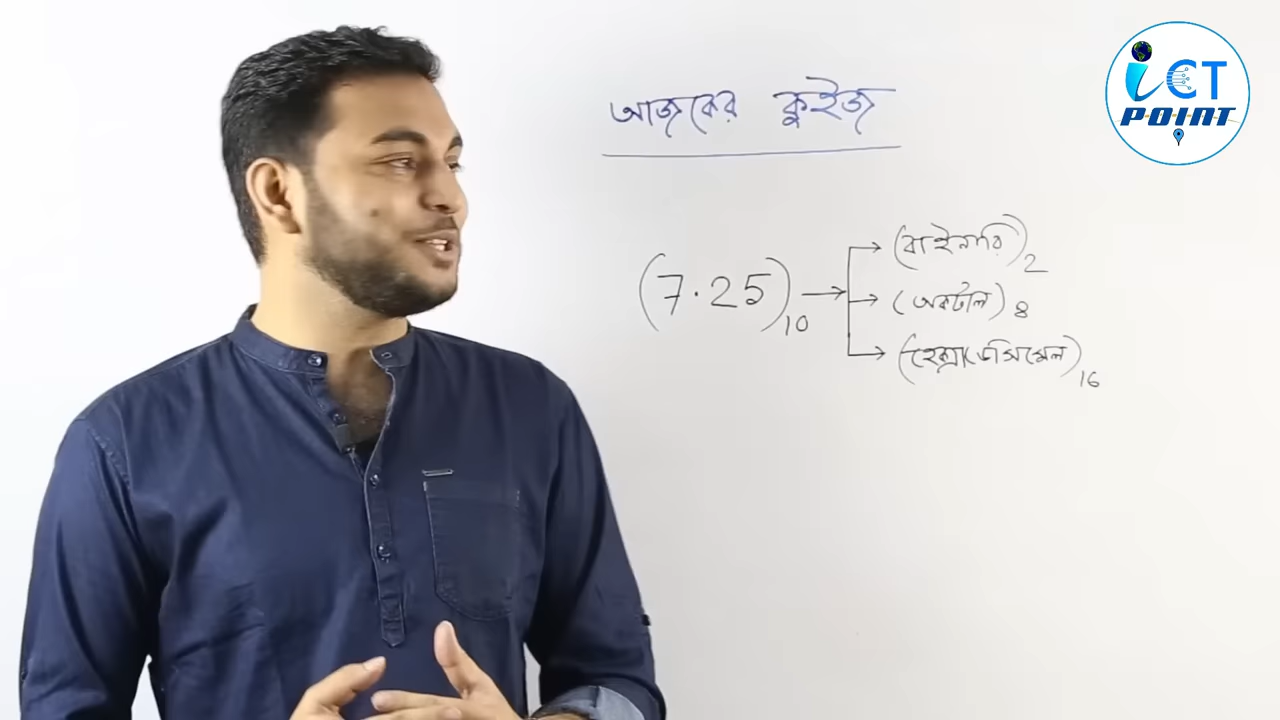 আজকের কুইজ
(7.25)10 → → (বাইনারি)2
→ (অকটাল)8
→ (হেক্সাডেসিমেল)16
iCT
POINT